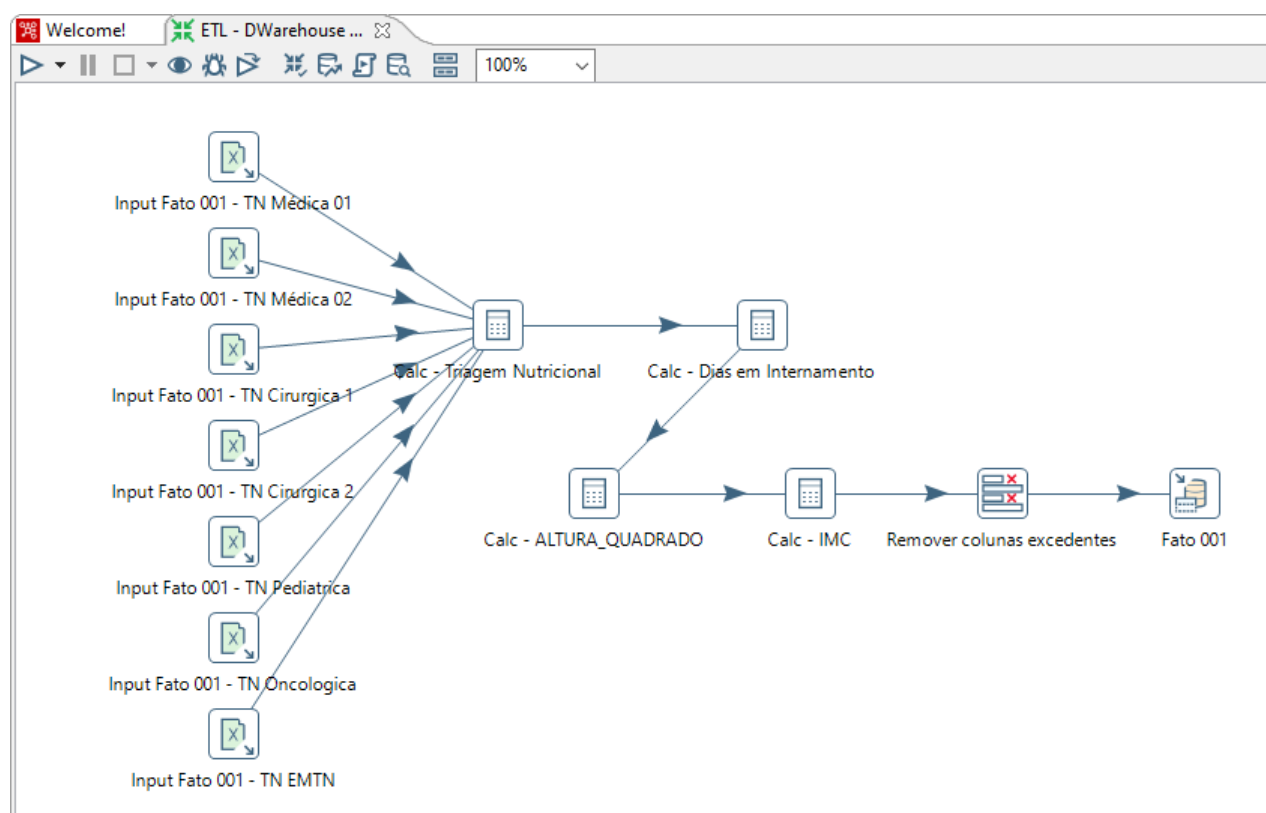 Welcome!
ETL - DWarehouse ...
100%
Input Fato 001 - TN Médica 01
Input Fato 001 - TN Médica 02
Input Fato 001 - TN Cirurgica 1
Input Fato 001 - TN Cirurgica 2
Input Fato 001 - TN Pediatrica
Input Fato 001 - TN Oncologica
Input Fato 001 - TN EMTN
Calc - Triagem Nutricional
Calc - Dias em Internamento
Calc - ALTURA_QUADRADO
Calc - IMC
Remover colunas excedentes
Fato 001